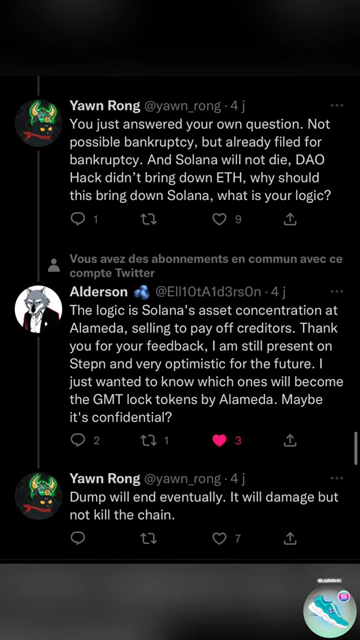 Yawn Rong @yawn_rong · 4 j
You just answered your own question. Not
possible bankruptcy, but already filed for
bankruptcy. And Solana will not die, DAO
Hack didn't bring down ETH, why should
this bring down Solana, what is your logic?
1 9
Vous avez des abonnements en commun avec ce
compte Twitter
Alderson @Ell10tA1d3rs0n · 4 j
The logic is Solana's asset concentration at
Alameda, selling to pay off creditors. Thank
you for your feedback, I am still present on
Stepn and very optimistic for the future. I
just wanted to know which ones will become
the GMT lock tokens by Alameda. Maybe
it's confidential?
2 1 3
Yawn Rong @yawn_rong · 4 j
Dump will end eventually. It will damage but
not kill the chain.
7